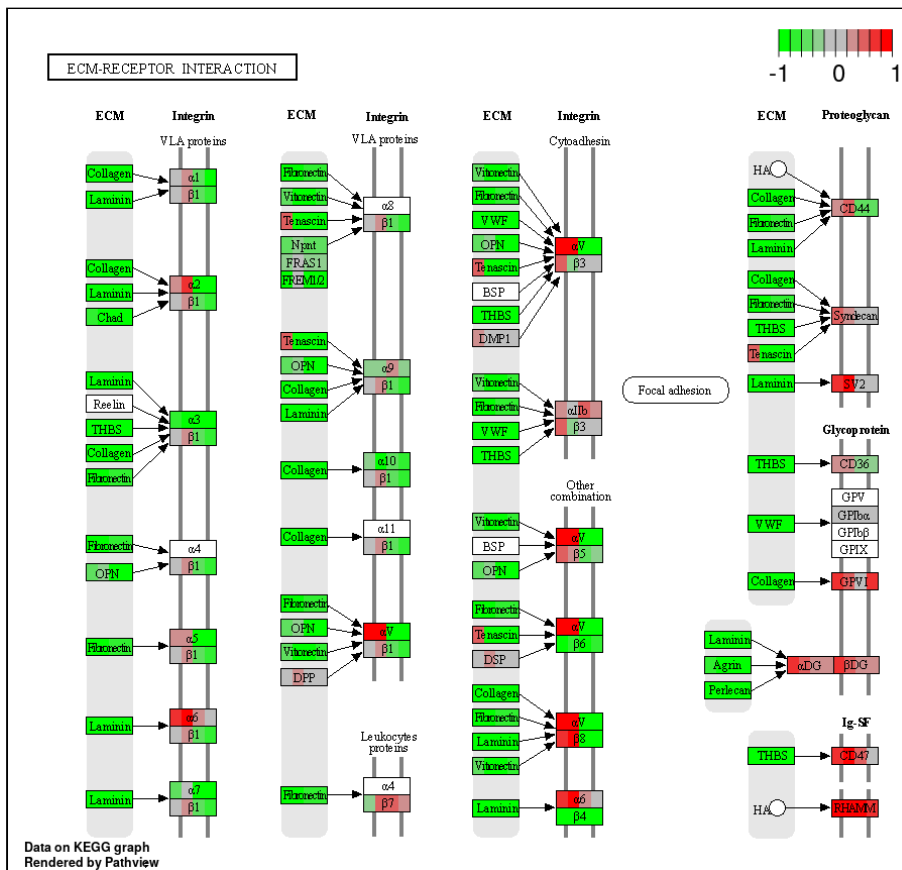 ECM-RECEPTOR INTERACTION
-1 0 1
ECM
Integrin
VLA proteins
Collagen
Laminin
α1
β1
Collagen
Laminin
Chad
α2
β1
Laminin
Reelin
THBS
Collagen
Fibronectin
α3
β1
Fibronectin
OPN
α4
β1
Fibronectin
α5
β1
Laminin
α6
β1
Laminin
α7
β1
ECM
Integrin
VLA proteins
Fibronectin
Vitronectin
Tenascin
Npnt
FRAS1
FREM1/2
α8
β1
Tenascin
OPN
Collagen
Laminin
α9
β1
Collagen
α10
β1
Collagen
α11
β1
Fibronectin
OPN
Vitronectin
DPP
αV
β1
Leukocytes
proteins
Fibronectin
α4
β7
ECM
Integrin
Cytoadhesin
Vitronectin
Fibronectin
VWF
OPN
Tenascin
BSP
THBS
DMP1
αV
β3
Vitronectin
Fibronectin
VWF
THBS
αIIb
β3
Other
combination
Vitronectin
BSP
OPN
αV
β5
Fibronectin
Tenascin
DSP
αV
β6
Collagen
Fibronectin
Laminin
Vitronectin
αV
β8
Laminin
α6
β4
Focal adhesion
ECM
Proteoglycan
HA
Collagen
Fibronectin
Laminin
CD44
Collagen
Fibronectin
THBS
Tenascin
Syndecan
Laminin
SV2
Glycoprotein
THBS
CD36
VWF
GPV
GPIbα
GPIbβ
GPIX
Collagen
GPVI
Laminin
Agrin
Perlecan
αDG
βDG
Ig-SF
THBS
CD47
HA
RHAMM
Data on KEGG graph
Rendered by Pathview